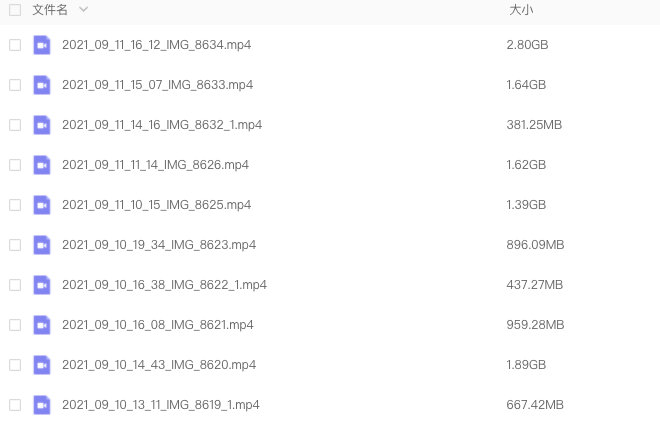 文件名 大小
2021_09_11_16_12_IMG_8634.mp4 2.80GB
2021_09_11_15_07_IMG_8633.mp4 1.64GB
2021_09_11_14_16_IMG_8632_1.mp4 381.25MB
2021_09_11_11_14_IMG_8626.mp4 1.62GB
2021_09_11_10_15_IMG_8625.mp4 1.39GB
2021_09_10_19_34_IMG_8623.mp4 896.09MB
2021_09_10_16_38_IMG_8622_1.mp4 437.27MB
2021_09_10_16_08_IMG_8621.mp4 959.28MB
2021_09_10_14_43_IMG_8620.mp4 1.89GB
2021_09_10_13_11_IMG_8619_1.mp4 667.42MB